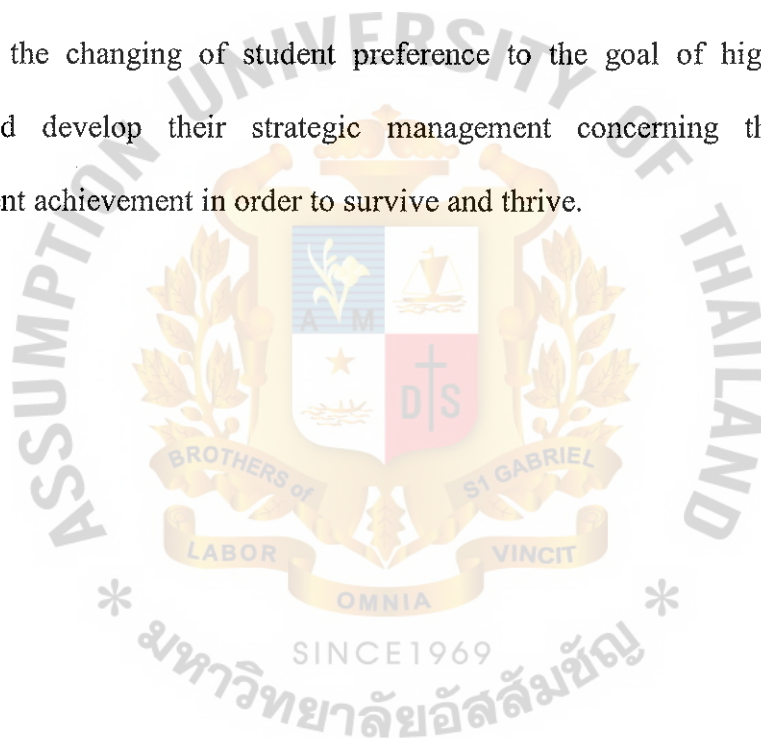 the changing of student preference to the goal of hig
d develop their strategic management concerning th
nt achievement in order to survive and thrive.
ASSUMPTION UNIVERSITY OF THAILAND
A M
D S
BROTHERS of S1 GABRIEL
LABOR VINCIT
OMNIA
SINCE1969
* มหาวิทยาลัยอัสสัมชัญ *